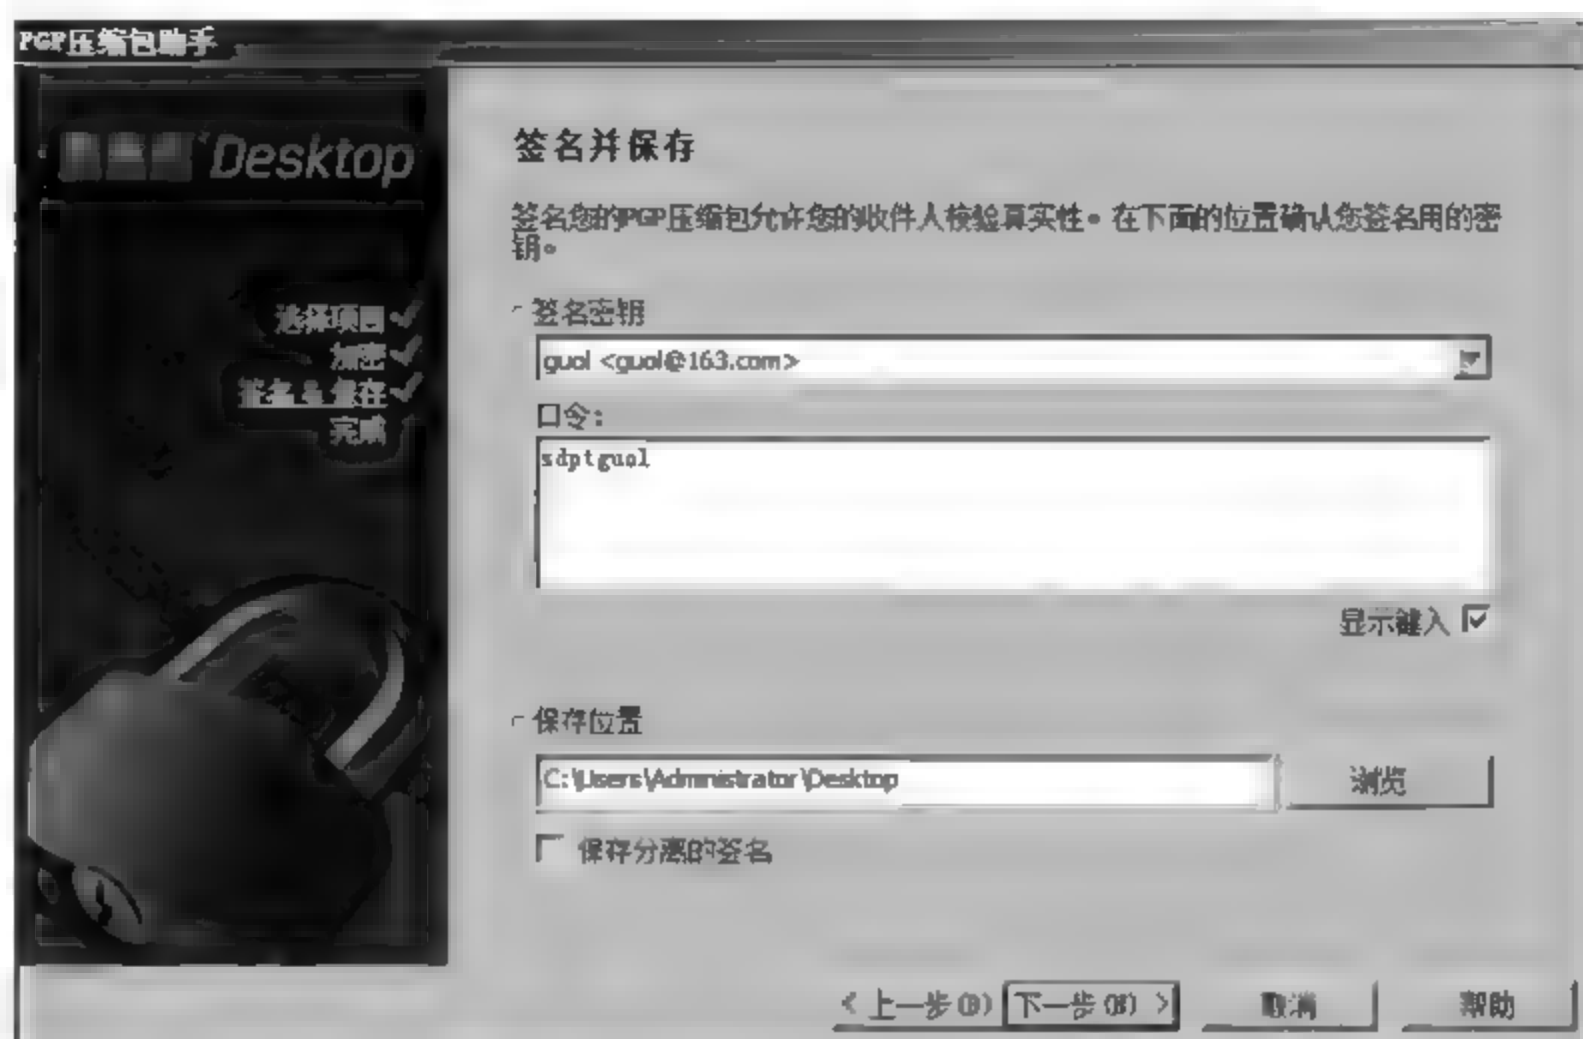 PGP压缩包助手
Desktop
选择项目
加密
签名 & 保存
完成
签名并保存
签名您的PGP压缩包允许您的收件人校验真实性。在下面的位置确认您签名用的密
钥。
签名密钥
guol <guol@163.com>
口令：
sdptguol
显示键入
保存位置
C:\Users\Administrator\Desktop
浏览
保存分离的签名
< 上一步(B)
下一步(N) >
取消
帮助